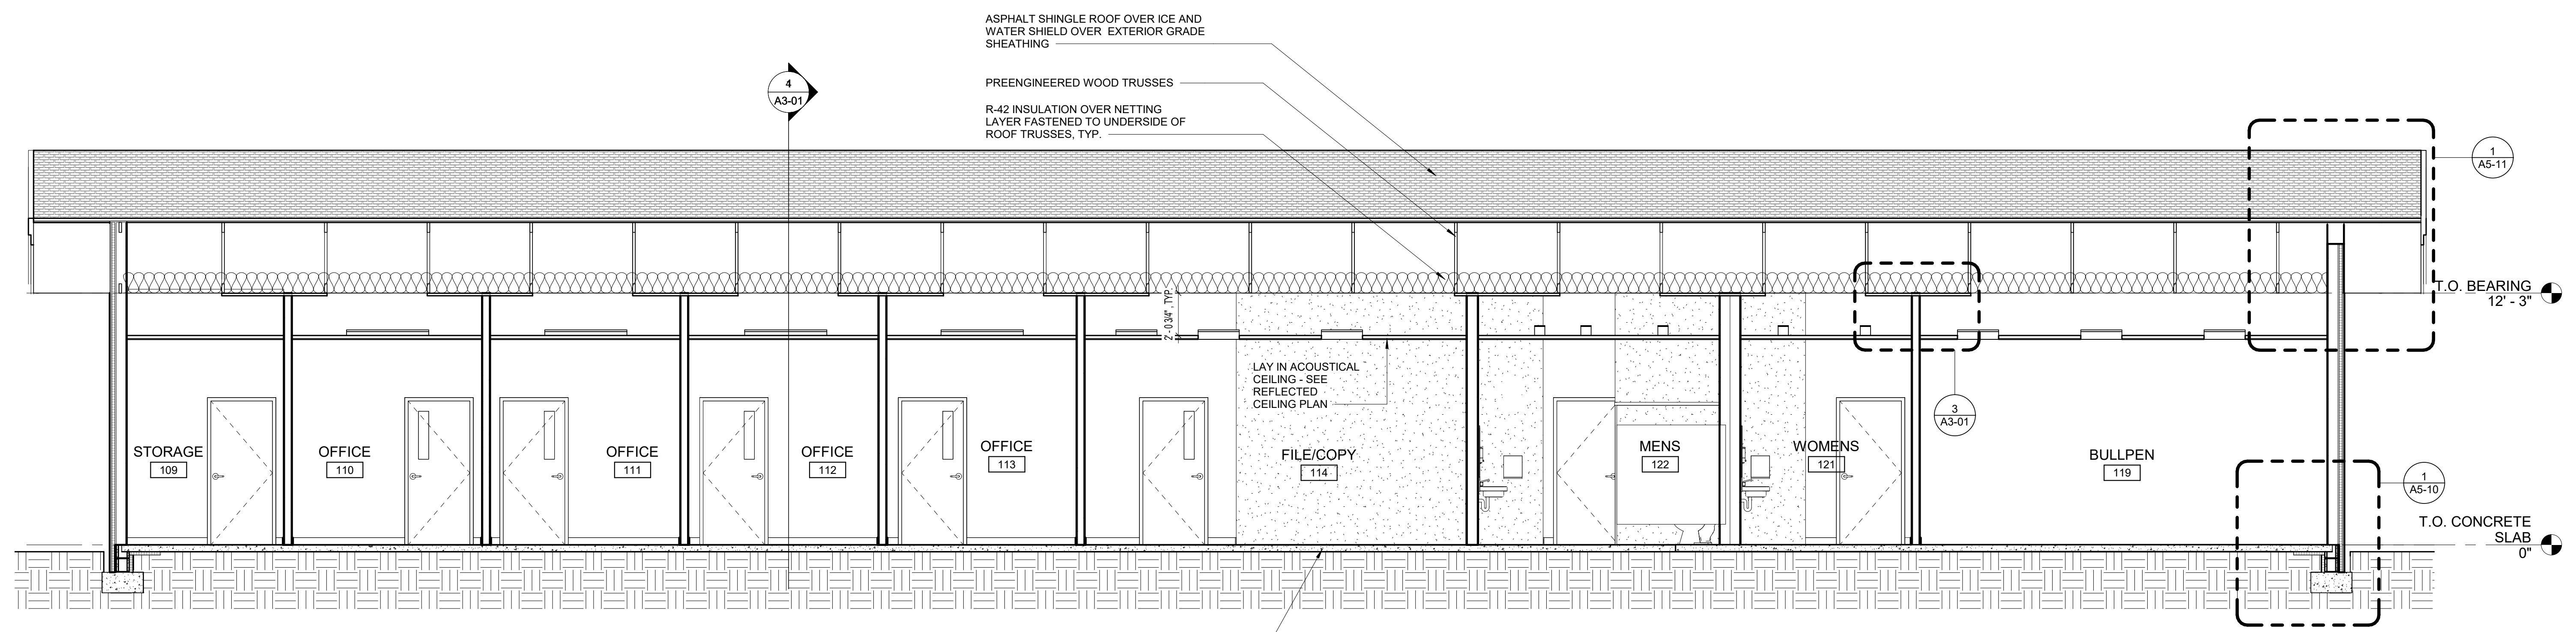 ASPHALT SHINGLE ROOF OVER ICE AND
WATER SHIELD OVER EXTERIOR GRADE
SHEATHING
4
A3-01
PREENGINEERED WOOD TRUSSES
R-42 INSULATION OVER NETTING
LAYER FASTENED TO UNDERSIDE OF
ROOF TRUSSES, TYP.
1
A5-11
T.O. BEARING
12' - 3"
2' - 0 3/4", TYP.
LAY IN ACOUSTICAL
CEILING - SEE
REFLECTED
CEILING PLAN
3
A3-01
STORAGE
109
OFFICE
110
OFFICE
111
OFFICE
112
OFFICE
113
FILE/COPY
114
MENS
122
WOMENS
121
BULLPEN
119
1
A5-10
T.O. CONCRETE
SLAB
0"